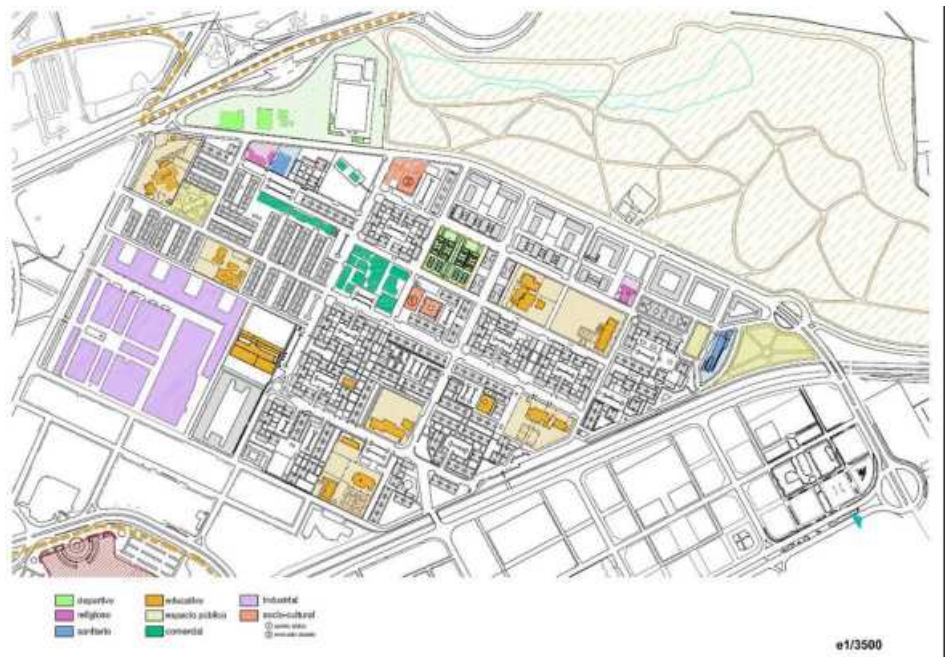 deportivo
religioso
sanitario
educativo
espacio público
comercial
industrial
socio-cultural
e1/3500